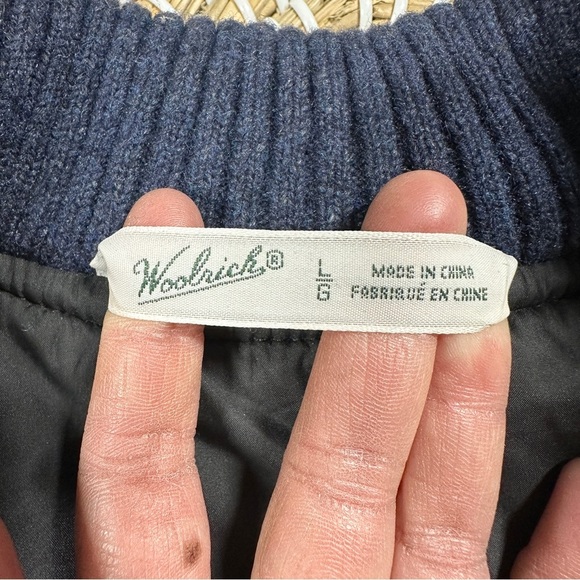 Woolrich®
L
G
MADE IN CHINA
FABRIQUÉ EN CHINE